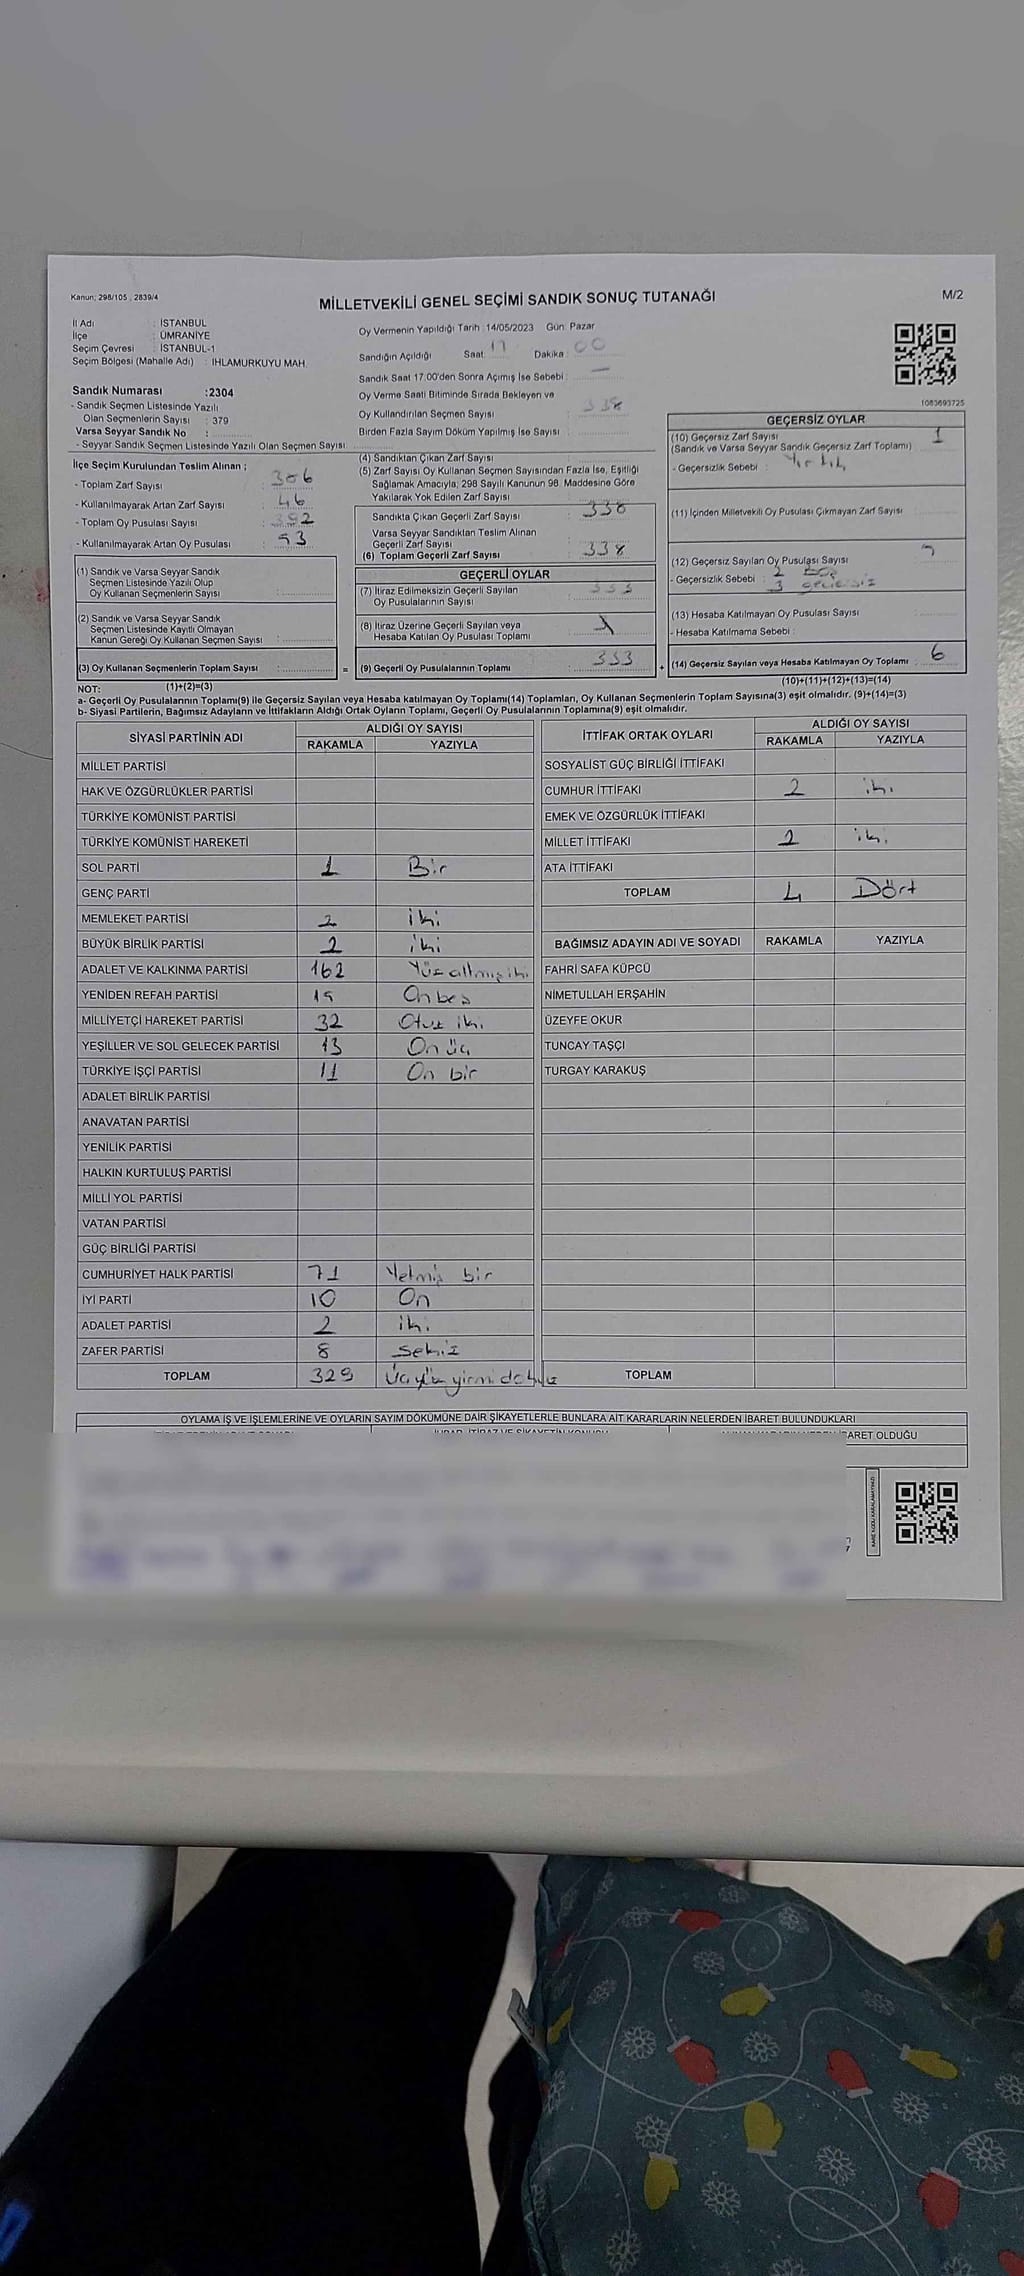 Kanun; 298/105 , 2839/4
MİLLETVEKİLİ GENEL SEÇİMİ SANDIK SONUÇ TUTANAĞI
M/2
İl Adı : İSTANBUL
İlçe : ÜMRANİYE
Seçim Çevresi : İSTANBUL-1
Seçim Bölgesi (Mahalle Adı) : IHLAMURKUYU MAH.
Sandık Numarası :2304
- Sandık Seçmen Listesinde Yazılı
Olan Seçmenlerin Sayısı : 379
Varsa Seyyar Sandık No :
- Seyyar Sandık Seçmen Listesinde Yazılı Olan Seçmen Sayısı:
Oy Vermenin Yapıldığı Tarih : 14/05/2023 Gün: Pazar
Sandığın Açıldığı Saat: 17 Dakika : 00
Sandık Saat 17.00'den Sonra Açımış İse Sebebi : —
Oy Verme Saati Bitiminde Sırada Bekleyen ve
Oy Kullandırılan Seçmen Sayısı : 338
Birden Fazla Sayım Döküm Yapılmış İse Sayısı :
1063693725
İlçe Seçim Kurulundan Teslim Alınan ;
- Toplam Zarf Sayısı :
- Kullanılmayarak Artan Zarf Sayısı : 46
- Toplam Oy Pusulası Sayısı : 392
- Kullanılmayarak Artan Oy Pusulası : 53
(1) Sandık ve Varsa Seyyar Sandık
Seçmen Listesinde Yazılı Olup
Oy Kullanan Seçmenlerin Sayısı :
(2) Sandık ve Varsa Seyyar Sandık
Seçmen Listesinde Kayıtlı Olmayan
Kanun Gereği Oy Kullanan Seçmen Sayısı :
(3) Oy Kullanan Seçmenlerin Toplam Sayısı : =
(4) Sandıktan Çıkan Zarf Sayısı :
(5) Zarf Sayısı Oy Kullanan Seçmen Sayısından Fazla İse, Eşitliği
Sağlamak Amacıyla; 298 Sayılı Kanunun 98. Maddesine Göre
Yakılarak Yok Edilen Zarf Sayısı :
Sandıkta Çıkan Geçerli Zarf Sayısı : 338
Varsa Seyyar Sandıktan Teslim Alınan
Geçerli Zarf Sayısı :
(6) Toplam Geçerli Zarf Sayısı : 338
GEÇERLİ OYLAR
(7) İtiraz Edilmeksizin Geçerli Sayılan : 333
Oy Pusulalarının Sayısı
(8) İtiraz Üzerine Geçerli Sayılan veya
Hesaba Katılan Oy Pusulası Toplamı :
(9) Geçerli Oy Pusulalarının Toplamı : 333 +
GEÇERSİZ OYLAR
(10) Geçersiz Zarf Sayısı : 1
(Sandık ve Varsa Seyyar Sandık Geçersiz Zarf Toplamı)
- Geçersizlik Sebebi : Yırtık
(11) İçinden Milletvekili Oy Pusulası Çıkmayan Zarf Sayısı :
(12) Geçersiz Sayılan Oy Pusulası Sayısı :
- Geçersizlik Sebebi : 2 Boş
3 geçersiz
(13) Hesaba Katılmayan Oy Pusulası Sayısı :
- Hesaba Katılmama Sebebi :
(14) Geçersiz Sayılan veya Hesaba Katılmayan Oy Toplamı : 6
(10)+(11)+(12)+(13)=(14)
NOT: (1)+(2)=(3)
a- Geçerli Oy Pusulalarının Toplamı(9) ile Geçersiz Sayılan veya Hesaba katılmayan Oy Toplamı(14) Toplamları, Oy Kullanan Seçmenlerin Toplam Sayısına(3) eşit olmalıdır. (9)+(14)=(3)
b- Siyasi Partilerin, Bağımsız Adayların ve İttifakların Aldığı Ortak Oyların Toplamı, Geçerli Oy Pusulalarının Toplamına(9) eşit olmalıdır.
SİYASİ PARTİNİN ADI ALDIĞI OY SAYISI
RAKAMLA YAZIYLA
MİLLET PARTİSİ
HAK VE ÖZGÜRLÜKLER PARTİSİ
TÜRKİYE KOMÜNİST PARTİSİ
TÜRKİYE KOMÜNİST HAREKETİ
SOL PARTİ 1 Bir
GENÇ PARTİ
MEMLEKET PARTİSİ 2 iki
BÜYÜK BİRLİK PARTİSİ 2 iki
ADALET VE KALKINMA PARTİSİ 162 Yüz altmış iki
YENİDEN REFAH PARTİSİ 15 On beş
MİLLİYETÇİ HAREKET PARTİSİ 32 Otuz iki
YEŞİLLER VE SOL GELECEK PARTİSİ 13 On üç
TÜRKİYE İŞÇİ PARTİSİ 11 On bir
ADALET BİRLİK PARTİSİ
ANAVATAN PARTİSİ
YENİLİK PARTİSİ
HALKIN KURTULUŞ PARTİSİ
MİLLİ YOL PARTİSİ
VATAN PARTİSİ
GÜÇ BİRLİĞİ PARTİSİ
CUMHURİYET HALK PARTİSİ 71 Yetmiş bir
İYİ PARTİ 10 On
ADALET PARTİSİ 2 iki
ZAFER PARTİSİ 8 sekiz
TOPLAM 329 Üçyüz yirmi dokuz
İTTİFAK ORTAK OYLARI ALDIĞI OY SAYISI
RAKAMLA YAZIYLA
SOSYALİST GÜÇ BİRLİĞİ İTTİFAKI
CUMHUR İTTİFAKI 2 iki
EMEK VE ÖZGÜRLÜK İTTİFAKI
MİLLET İTTİFAKI 2 iki
ATA İTTİFAKI
TOPLAM 4 Dört
BAĞIMSIZ ADAYIN ADI VE SOYADI RAKAMLA YAZIYLA
FAHRİ SAFA KÜPCÜ
NİMETULLAH ERŞAHİN
ÜZEYFE OKUR
TUNCAY TAŞÇI
TURGAY KARAKUŞ
TOPLAM
OYLAMA İŞ VE İŞLEMLERİNE VE OYLARIN SAYIM DÖKÜMÜNE DAİR ŞİKAYETLERLE BUNLARA AİT KARARLARIN NELERDEN İBARET BULUNDUKLARI
İBARET OLDUĞU